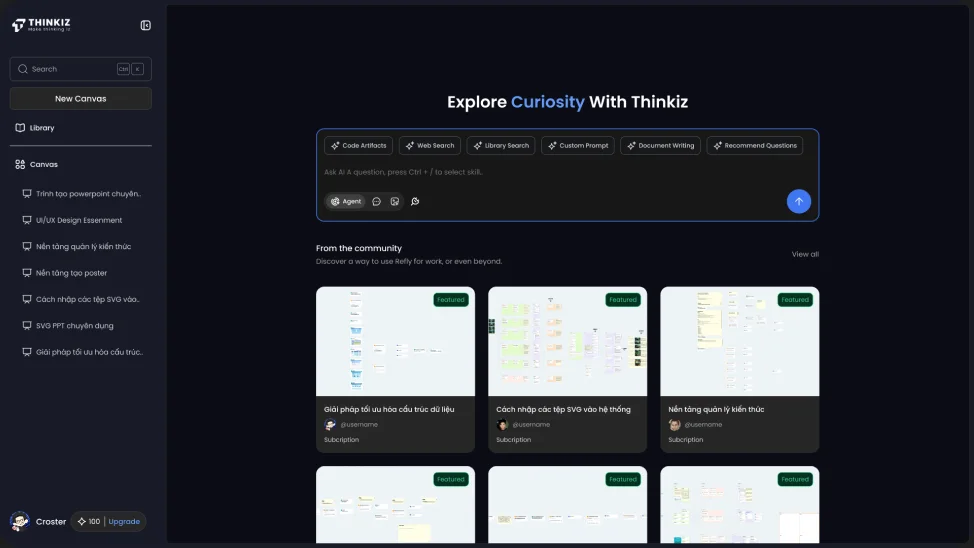 THINKIZ
Make thinking iz
Search
Ctrl K
New Canvas
Library
Canvas
Trình tạo powerpoint chuyên..
UI/UX Design Essenment
Nền tảng quản lý kiến thức
Nền tảng tạo poster
Cách nhập các tệp SVG vào..
SVG PPT chuyên dụng
Giải pháp tối ưu hóa cấu trúc..
Croster
100 | Upgrade
Explore Curiosity With Thinkiz
Code Artifacts
Web Search
Library Search
Custom Prompt
Document Writing
Recommend Questions
Ask AI A question, press Ctrl + / to select skill..
Agent
From the community
Discover a way to use Refly for work, or even beyond.
View all
Featured
Featured
Featured
Giải pháp tối ưu hóa cấu trúc dữ liệu
@username
Subcription
Cách nhập các tệp SVG vào hệ thống
@username
Subcription
Nền tảng quản lý kiến thức
@username
Subcription
Featured
Featured
Featured